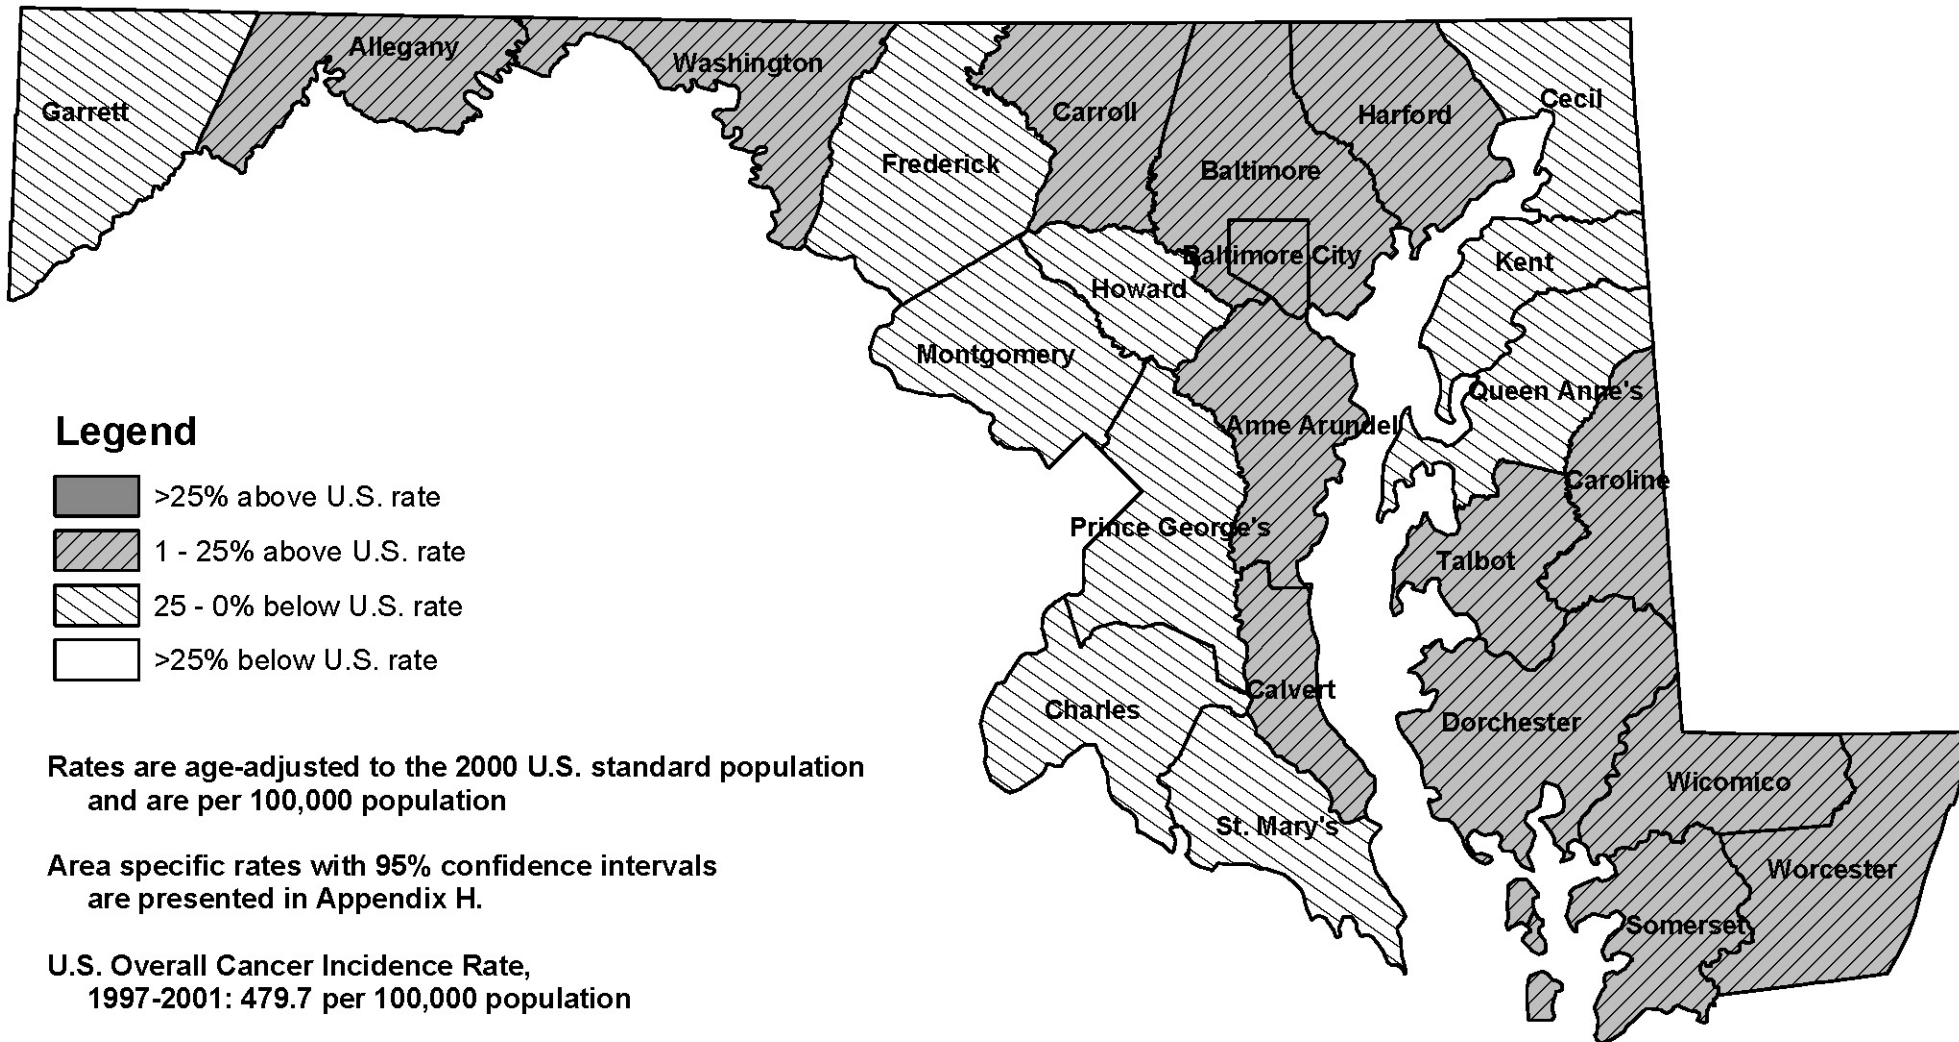 Allegany
Washington
Garrett
Carroll
Harford
Cecil
Frederick
Baltimore
Baltimore City
Kent
Howard
Montgomery
Queen Anne's
Anne Arundel
Caroline
Prince George's
Talbot
Calvert
Charles
Dorchester
Wicomico
St. Mary's
Worcester
Somerset
Legend
>25% above U.S. rate
1 - 25% above U.S. rate
25 - 0% below U.S. rate
>25% below U.S. rate
Rates are age-adjusted to the 2000 U.S. standard population
and are per 100,000 population
Area specific rates with 95% confidence intervals
are presented in Appendix H.
U.S. Overall Cancer Incidence Rate,
1997-2001: 479.7 per 100,000 population